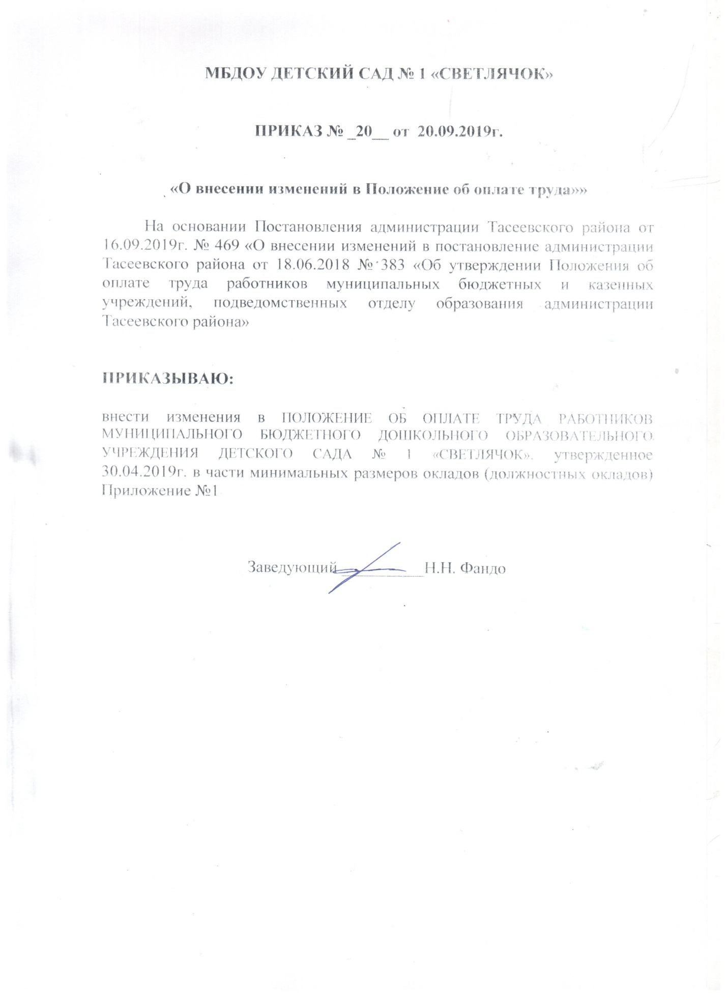 МБДОУ ДЕТСКИЙ САД № 1 «СВЕТЛЯЧОК»
ПРИКАЗ № _20__ от 20.09.2019г.
«О внесении изменений в Положение об оплате труда»»
На основании Постановления администрации Тасеевского района от
16.09.2019г. № 469 «О внесении изменений в постановление администрации
Тасеевского района от 18.06.2018 № 383 «Об утверждении Положения об
оплате труда работников муниципальных бюджетных и казенных
учреждений, подведомственных отделу образования администрации
Тасеевского района»
ПРИКАЗЫВАЮ:
внести изменения в ПОЛОЖЕНИЕ ОБ ОПЛАТЕ ТРУДА РАБОТНИКОВ
МУНИЦИПАЛЬНОГО БЮДЖЕТНОГО ДОШКОЛЬНОГО ОБРАЗОВАТЕЛЬНОГО
УЧРЕЖДЕНИЯ ДЕТСКОГО САДА № 1 «СВЕТЛЯЧОК», утвержденное
30.04.2019г. в части минимальных размеров окладов (должностных окладов)
Приложение №1
Заведующий__________Н.Н. Фандо